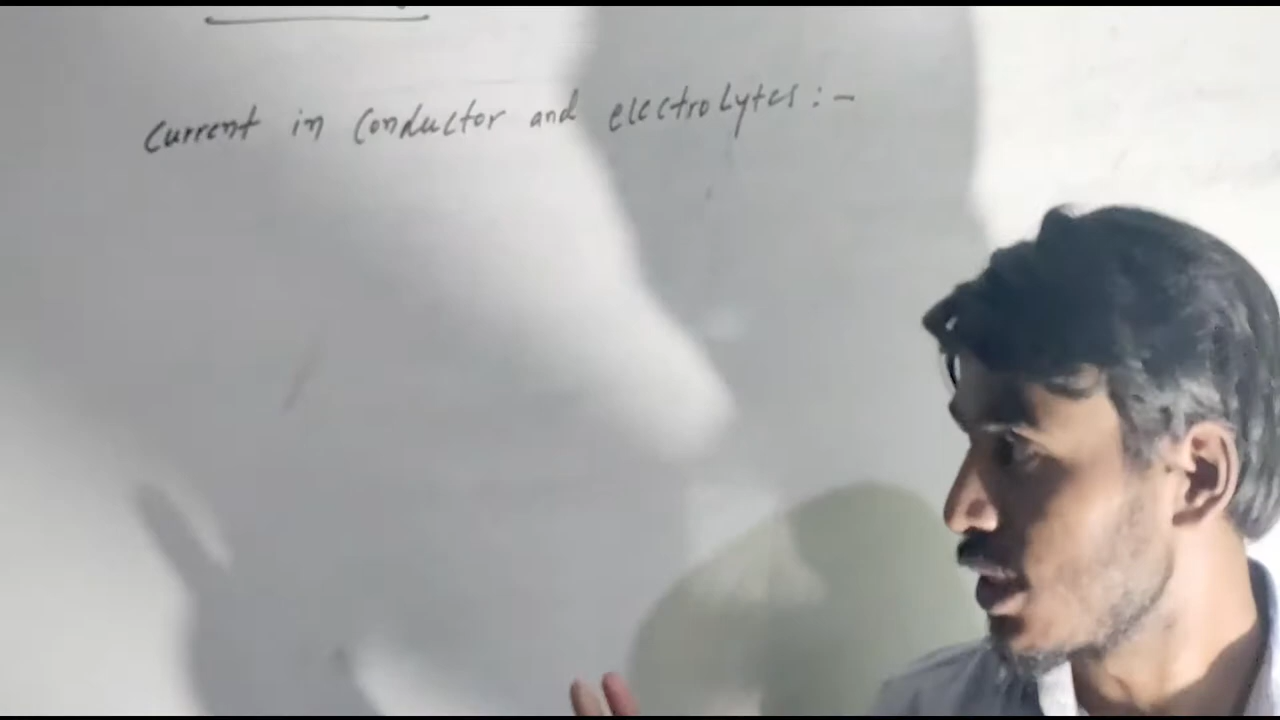 Current in Conductor and electrolytes : -